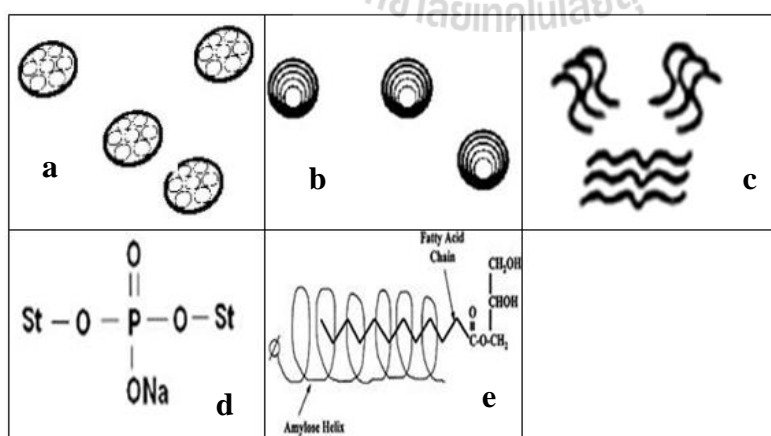 a
b
c
O
St – O – P – O – St
ONa
d
Fatty Acid
Chain
CH₂OH
CHOH
O
C-O-CH₂
Amylose Helix
e